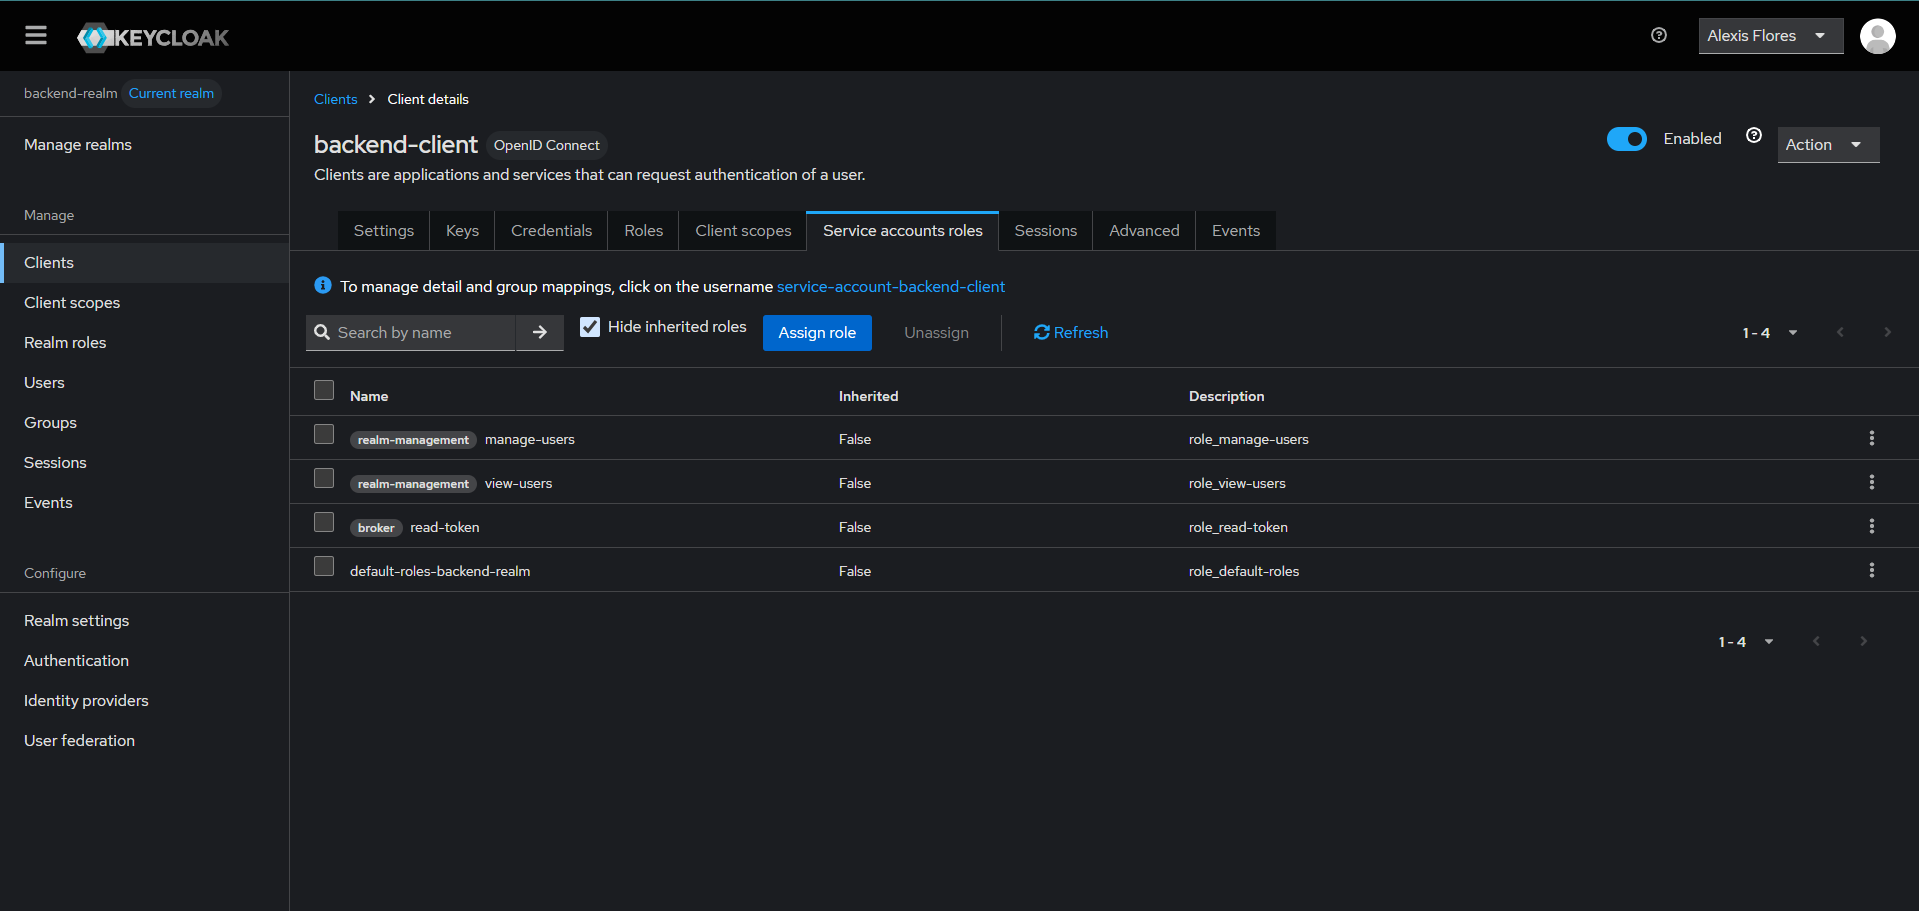 KEYCLOAK
Alexis Flores
backend-realm Current realm
Manage realms
Manage
Clients
Client scopes
Realm roles
Users
Groups
Sessions
Events
Configure
Realm settings
Authentication
Identity providers
User federation
Clients Client details
backend-client OpenID Connect
Clients are applications and services that can request authentication of a user.
Enabled Action
Settings Keys Credentials Roles Client scopes Service accounts roles Sessions Advanced Events
To manage detail and group mappings, click on the username service-account-backend-client
Search by name Hide inherited roles Assign role Unassign Refresh 1 - 4
Name Inherited Description
realm-management manage-users False role_manage-users
realm-management view-users False role_view-users
broker read-token False role_read-token
default-roles-backend-realm False role_default-roles
1 - 4